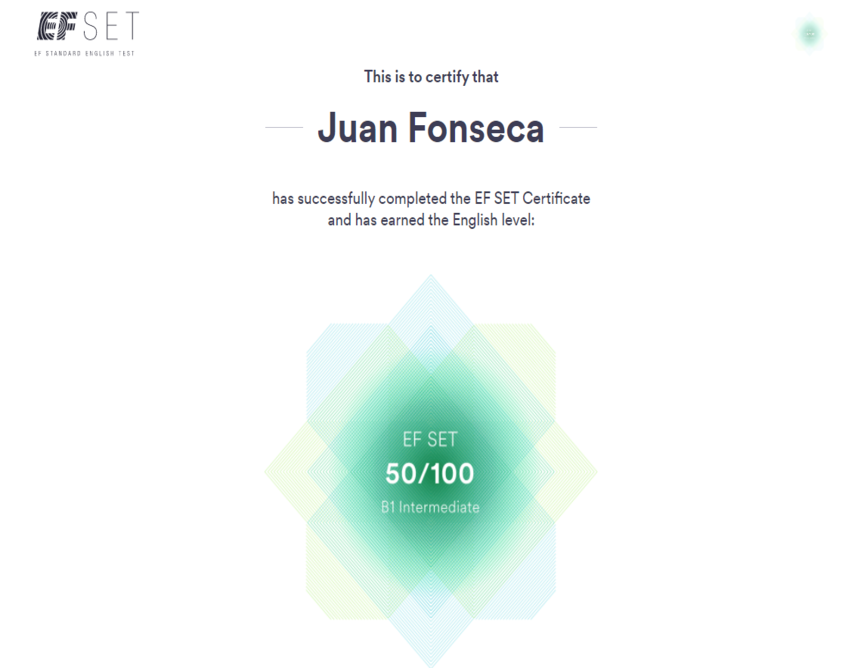 EF SET
EF STANDARD ENGLISH TEST
This is to certify that
Juan Fonseca
has successfully completed the EF SET Certificate
and has earned the English level:
EF SET
50/100
B1 Intermediate